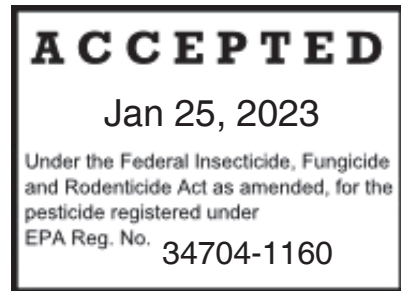 ACCEPTED
Jan 25, 2023
Under the Federal Insecticide, Fungicide
and Rodenticide Act as amended, for the
pesticide registered under
EPA Reg. No. 34704-1160